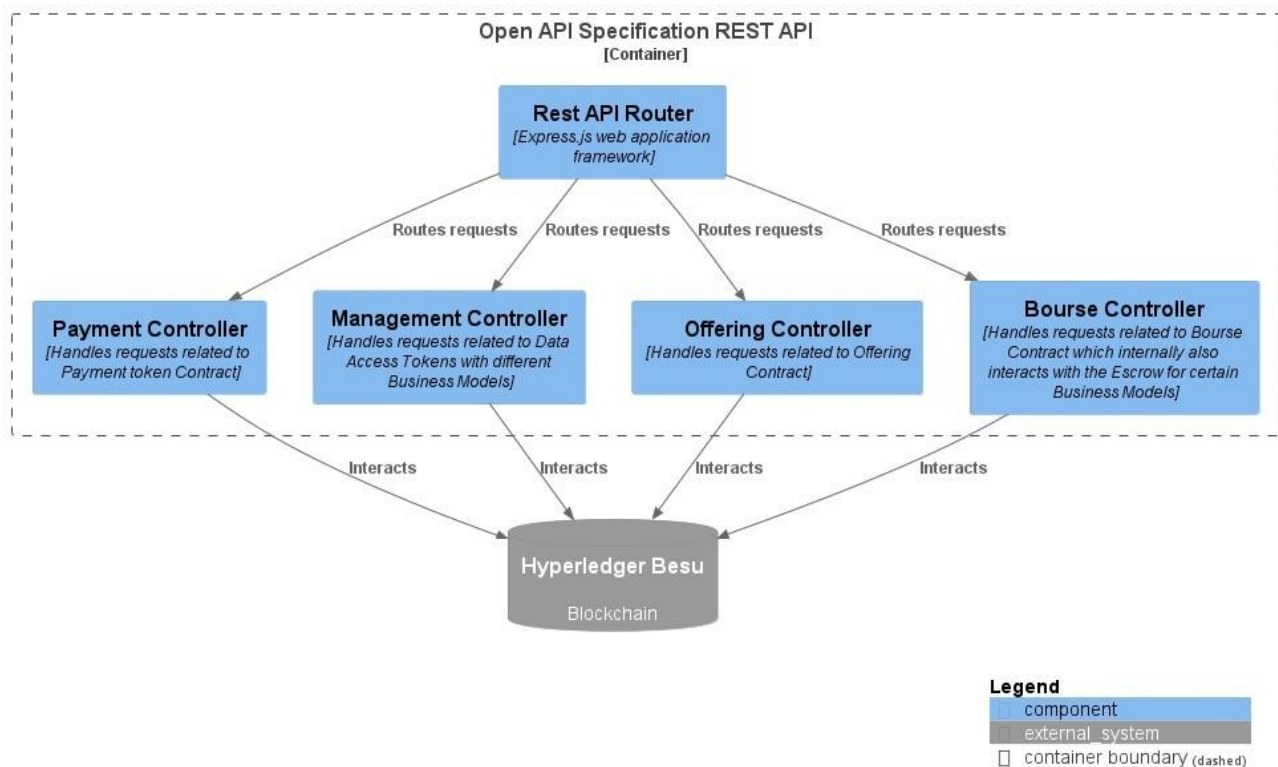 Open API Specification REST API
[Container]
Rest API Router
[Express.js web application
framework]
Routes requests
Routes requests
Routes requests
Routes requests
Payment Controller
[Handles requests related to
Payment token Contract]
Management Controller
[Handles requests related to Data
Access Tokens with different
Business Models]
Offering Controller
[Handles requests related to Offering
Contract]
Bourse Controller
[Handles requests related to Bourse
Contract which internally also
interacts with the Escrow for certain
Business Models]
Interacts
Interacts
Interacts
Interacts
Hyperledger Besu
Blockchain
Legend
component
external_system
container boundary (dashed)